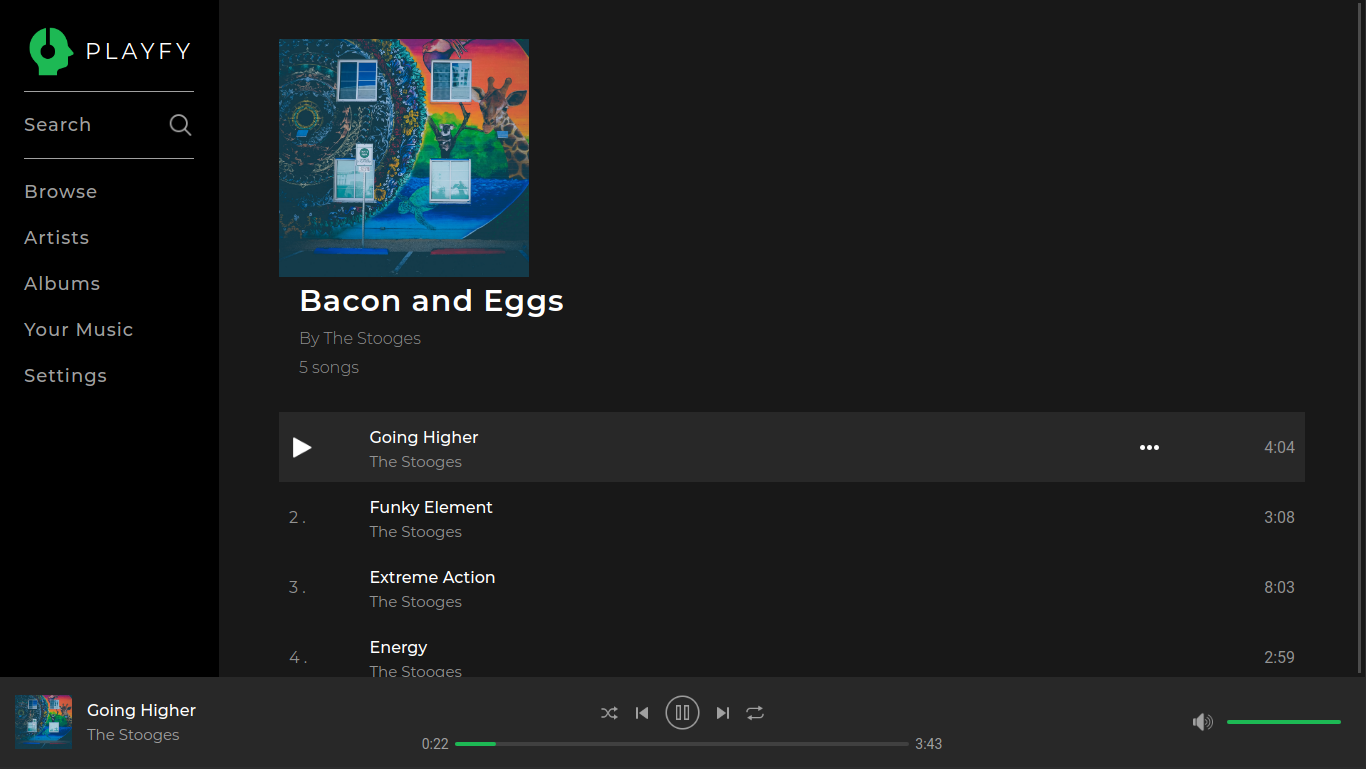 PLAYFY
Search
Browse
Artists
Albums
Your Music
Settings
Bacon and Eggs
By The Stooges
5 songs
Going Higher
The Stooges
4:04
2 .
Funky Element
The Stooges
3:08
3 .
Extreme Action
The Stooges
8:03
4 .
Energy
The Stooges
2:59
Going Higher
The Stooges
0:22
3:43